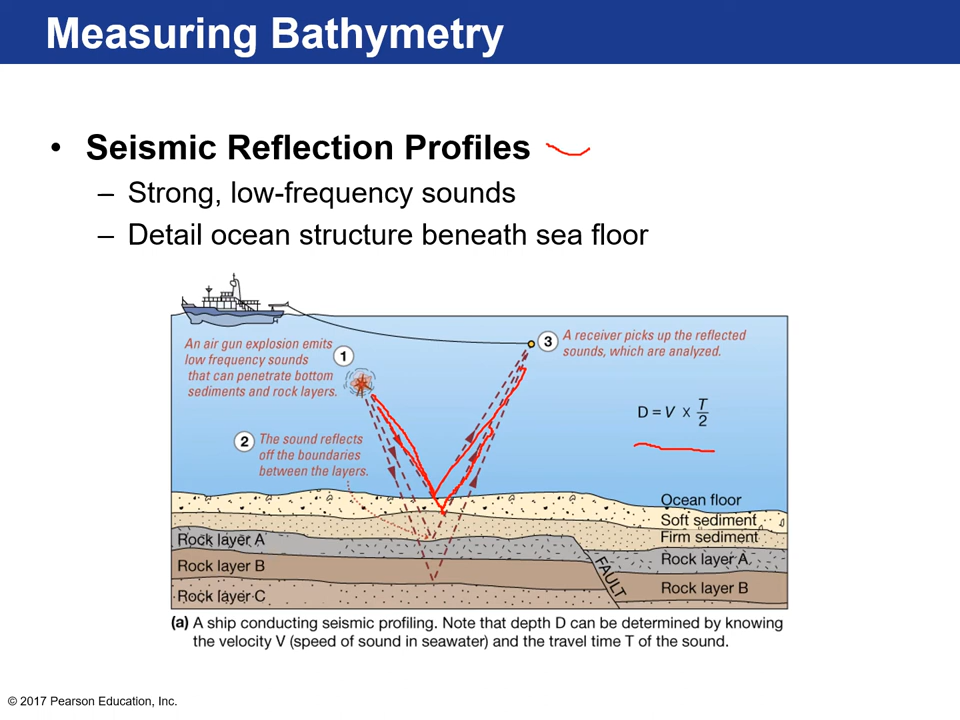 Measuring Bathymetry
• Seismic Reflection Profiles
– Strong, low-frequency sounds
– Detail ocean structure beneath sea floor
An air gun explosion emits
low frequency sounds
that can penetrate bottom
sediments and rock layers.
1
3
A receiver picks up the reflected
sounds, which are analyzed.
D = V x T/2
2
The sound reflects
off the boundaries
between the layers.
Ocean floor
Soft sediment
Firm sediment
Rock layer A
Rock layer A
Rock layer B
Rock layer B
Rock layer C
FAULT
(a) A ship conducting seismic profiling. Note that depth D can be determined by knowing
the velocity V (speed of sound in seawater) and the travel time T of the sound.
© 2017 Pearson Education, Inc.